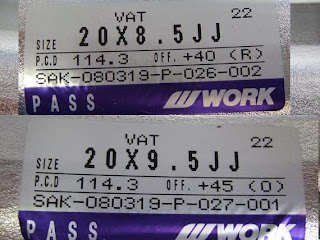 VAT 22
SIZE 20X8.5JJ
P.C.D 114.3 OFF. +40 (R)
SAK-080319-P-026-002
PASS WORK
VAT 22
SIZE 20X9.5JJ
P.C.D 114.3 OFF. +45 (O)
SAK-080319-P-027-001
PASS WORK